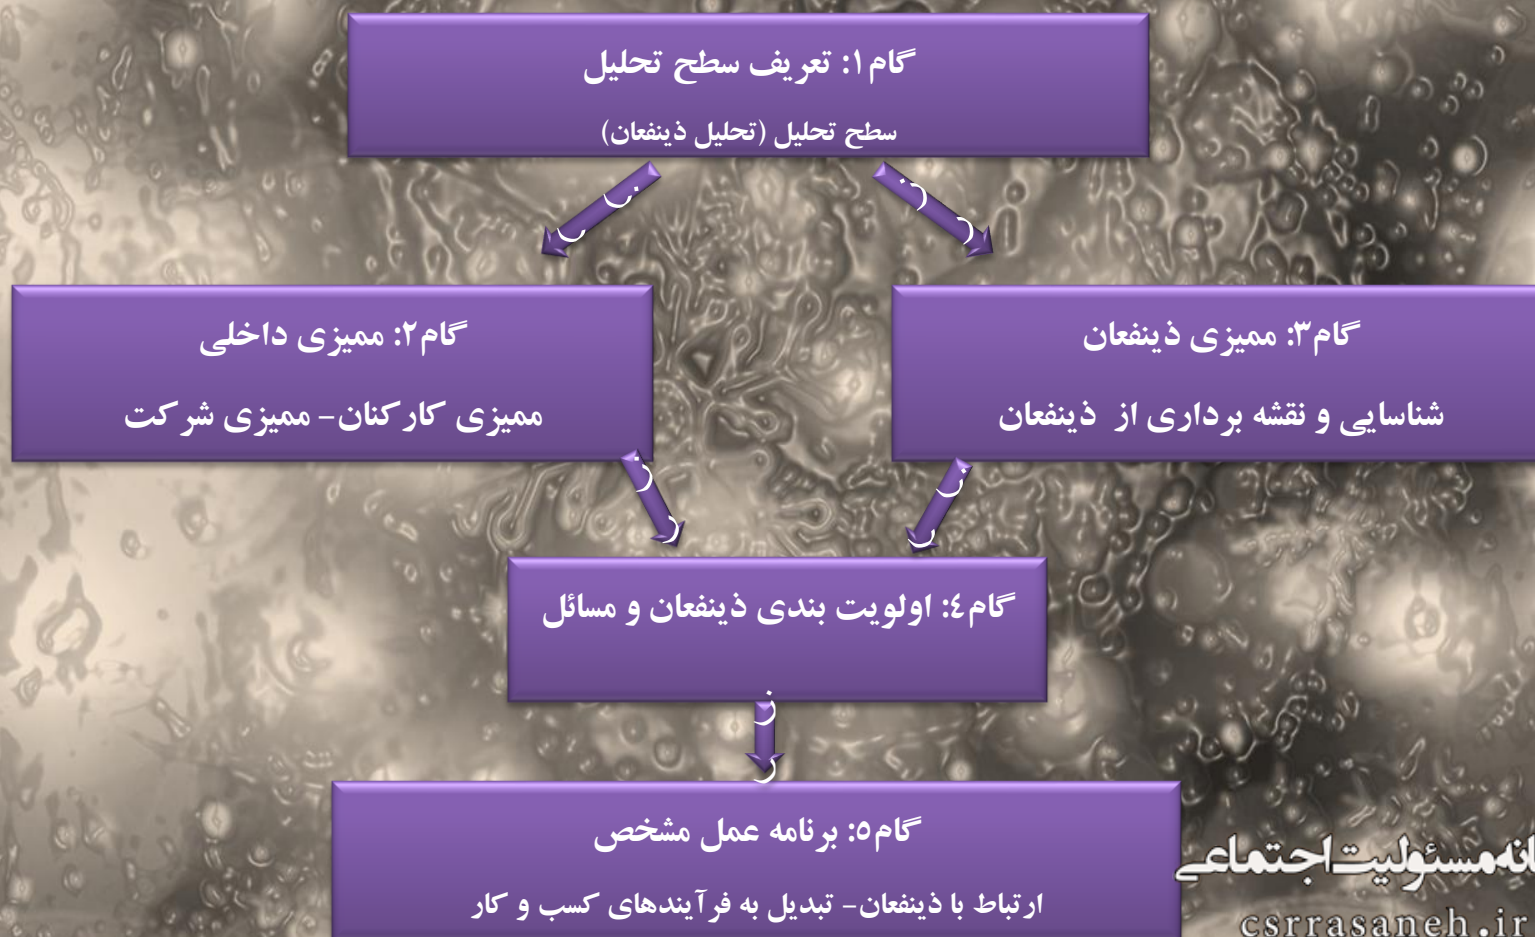 گام۱: تعریف سطح تحلیل
سطح تحلیل (تحلیل ذینفعان)
گام۳: ممیزی ذینفعان
شناسایی و نقشه برداری از ذینفعان
گام۲: ممیزی داخلی
ممیزی کارکنان- ممیزی شرکت
گام٤: اولویت بندی ذینفعان و مسائل
گام۵: برنامه عمل مشخص
ارتباط با ذینفعان- تبدیل به فرآیندهای کسب و کار
مسئولیت اجتماعی
csrrasaneh.ir